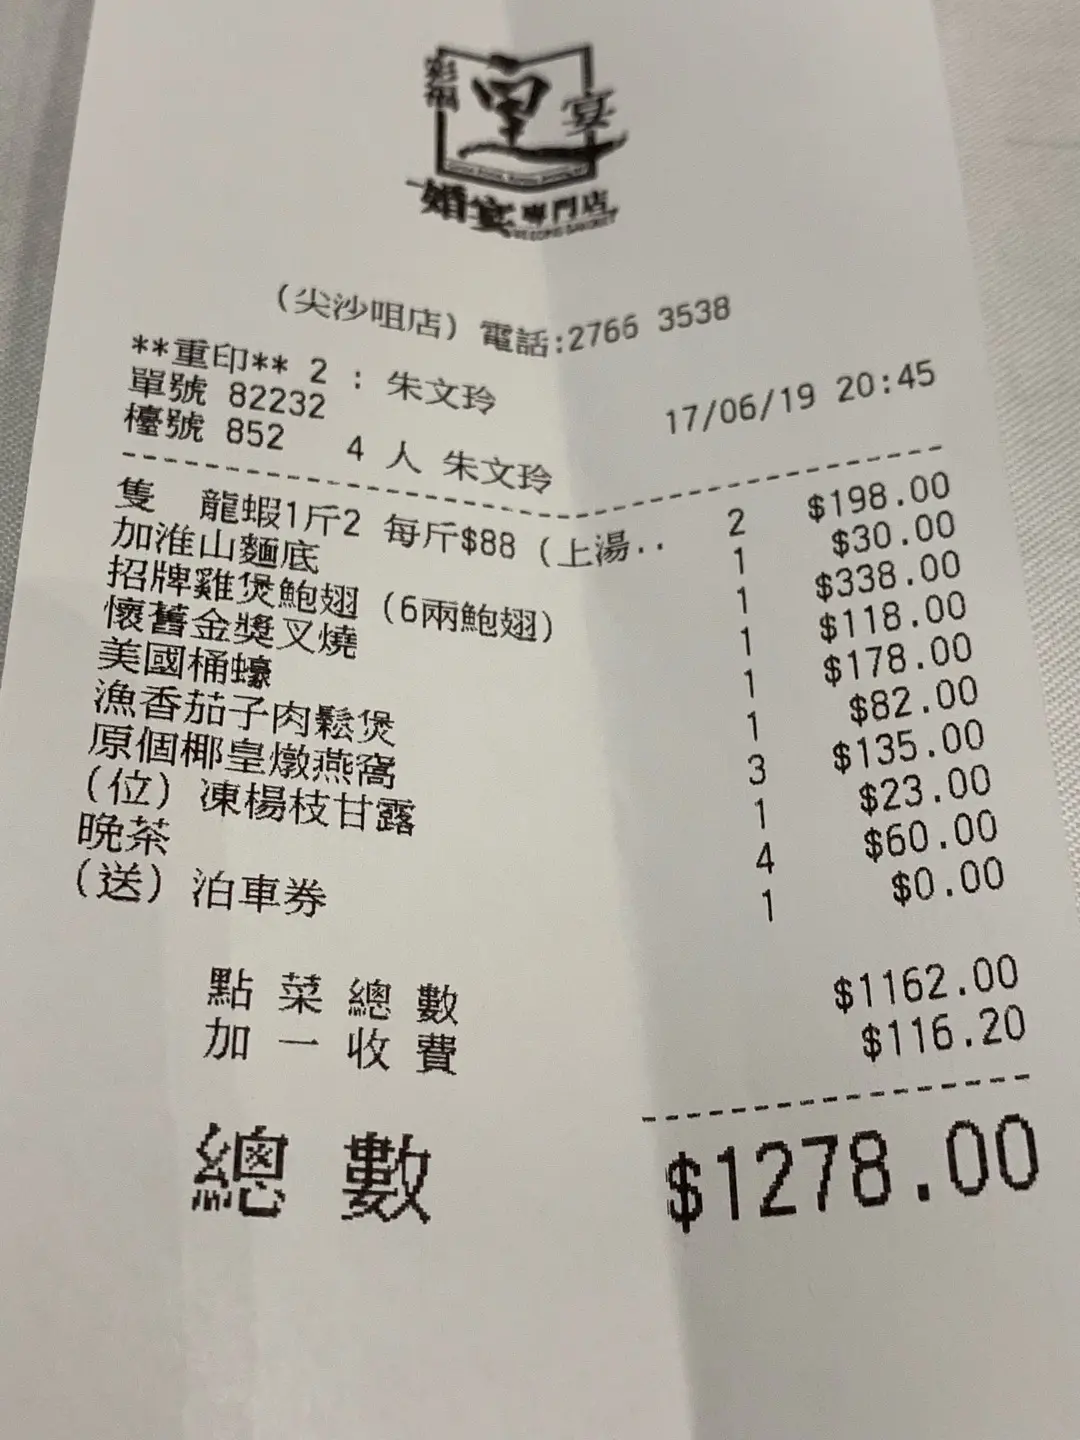 彩福
皇
宴
婚宴專門店
(尖沙咀店) 電話:2766 3538
**重印** 2 : 朱文玲
單號 82232 17/06/19 20:45
檯號 852 4 人 朱文玲
隻 龍蝦1斤2 每斤$88 (上湯.. 2 $198.00
加淮山麵底 1 $30.00
招牌雞煲鮑翅 (6兩鮑翅) 1 $338.00
懷舊金獎叉燒 1 $118.00
美國桶蠔 1 $178.00
漁香茄子肉鬆煲 1 $82.00
原個椰皇燉燕窩 3 $135.00
(位) 凍楊枝甘露 1 $23.00
晚茶 4 $60.00
(送) 泊車券 1 $0.00
點菜總數 $1162.00
加一收費 $116.20
總數 $1278.00